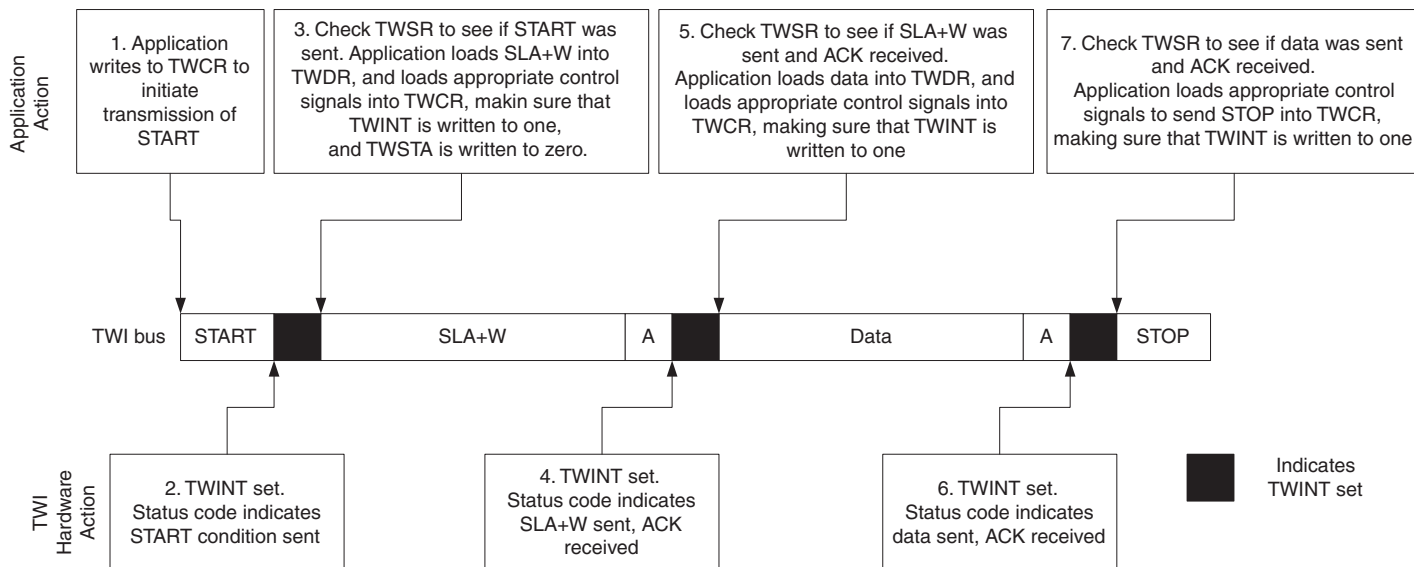 Application
Action
1. Application
writes to TWCR to
initiate
transmission of
START
3. Check TWSR to see if START was
sent. Application loads SLA+W into
TWDR, and loads appropriate control
signals into TWCR, makin sure that
TWINT is written to one,
and TWSTA is written to zero.
5. Check TWSR to see if SLA+W was
sent and ACK received.
Application loads data into TWDR, and
loads appropriate control signals into
TWCR, making sure that TWINT is
written to one
7. Check TWSR to see if data was sent
and ACK received.
Application loads appropriate control
signals to send STOP into TWCR,
making sure that TWINT is written to one
TWI bus
START
SLA+W
A
Data
A
STOP
TWI
Hardware
Action
2. TWINT set.
Status code indicates
START condition sent
4. TWINT set.
Status code indicates
SLA+W sent, ACK
received
6. TWINT set.
Status code indicates
data sent, ACK received
Indicates
TWINT set